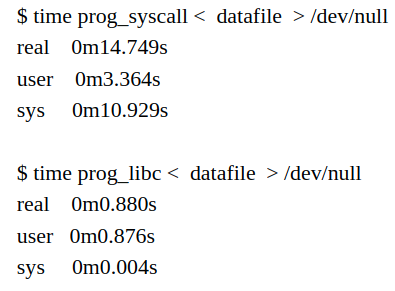 $ time prog_syscall < datafile > /dev/null
real 0m14.749s
user 0m3.364s
sys 0m10.929s
$ time prog_libc < datafile > /dev/null
real 0m0.880s
user 0m0.876s
sys 0m0.004s